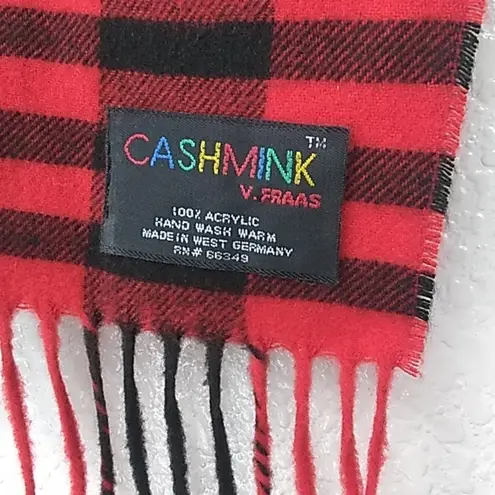 CASHMINK™
V. FRAAS
100% ACRYLIC
HAND WASH WARM
MADE IN WEST GERMANY
RN# 66349